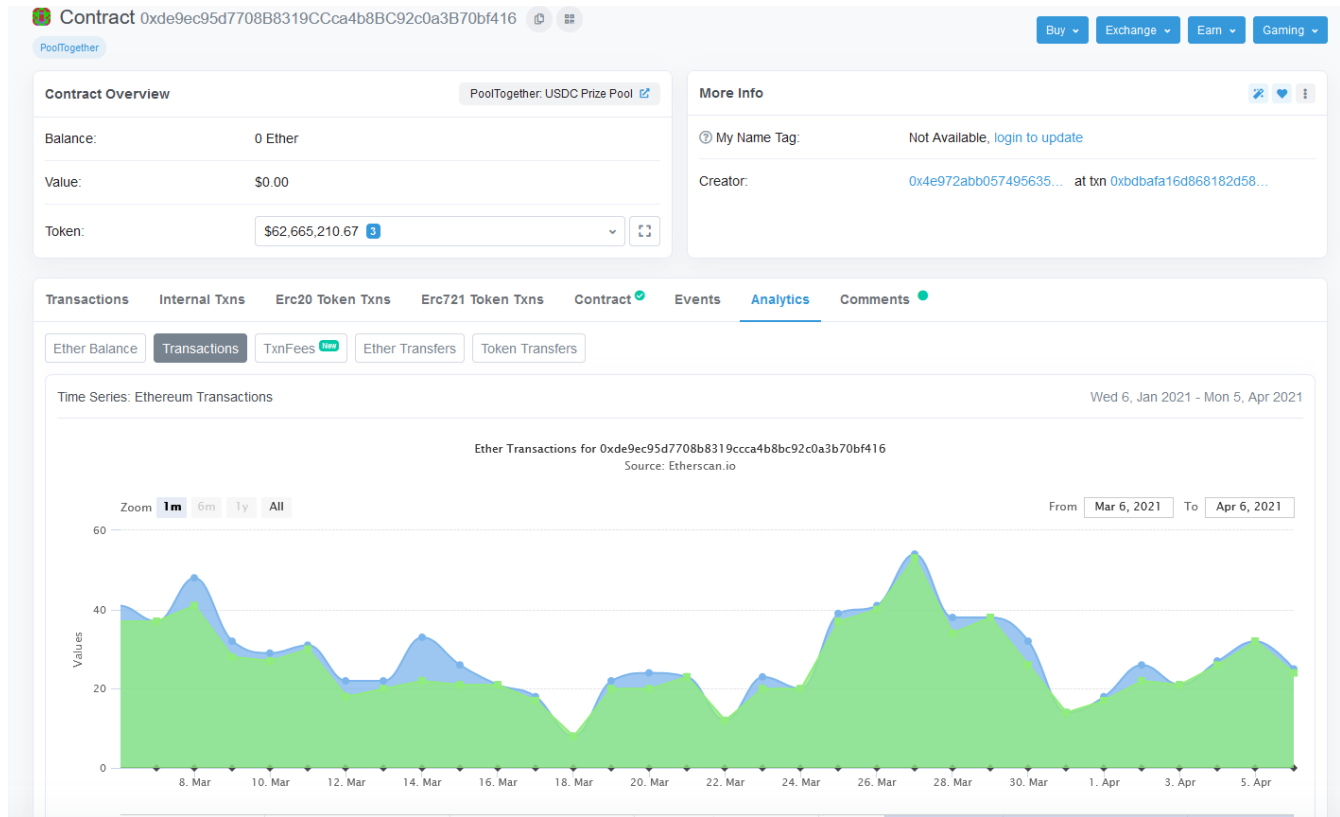 Contract 0xde9ec95d7708B8319CCca4b8BC92c0a3B70bf416
Buy Exchange Earn Gaming
PoolTogether
Contract Overview
PoolTogether: USDC Prize Pool
Balance:
0 Ether
Value:
$0.00
Token:
$62,665,210.67 3
More Info
My Name Tag:
Not Available, login to update
Creator:
0x4e972abb057495635... at txn 0xbdbafa16d868182d58...
Transactions Internal Txns Erc20 Token Txns Erc721 Token Txns Contract Events Analytics Comments
Ether Balance Transactions TxnFees New Ether Transfers Token Transfers
Time Series: Ethereum Transactions
Wed 6, Jan 2021 - Mon 5, Apr 2021
Ether Transactions for 0xde9ec95d7708b8319ccca4b8bc92c0a3b70bf416
Source: Etherscan.io
Zoom 1m 6m 1y All
From Mar 6, 2021 To Apr 6, 2021
Values
60
40
20
0
8. Mar 10. Mar 12. Mar 14. Mar 16. Mar 18. Mar 20. Mar 22. Mar 24. Mar 26. Mar 28. Mar 30. Mar 1. Apr 3. Apr 5. Apr